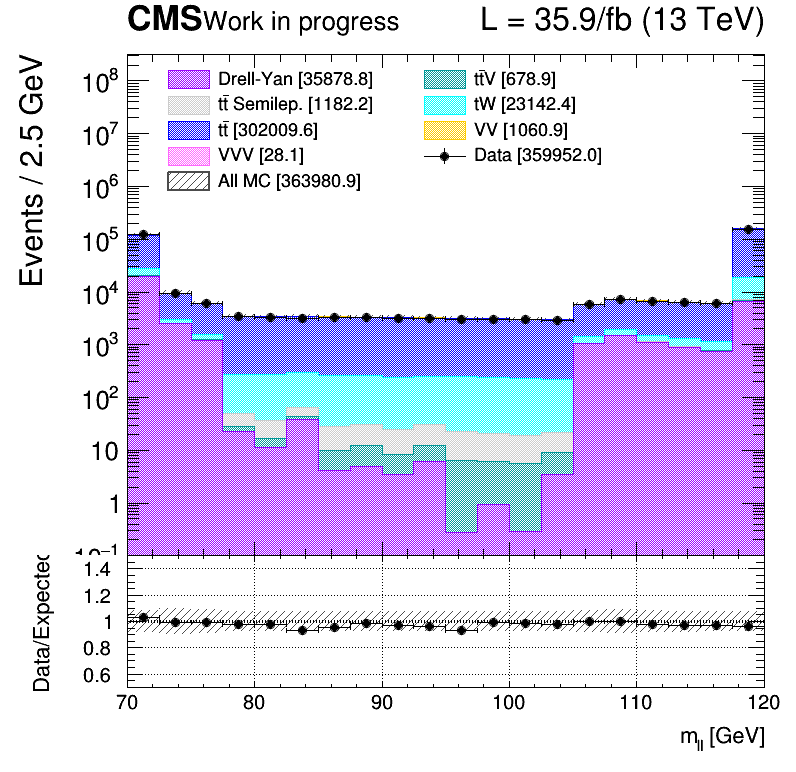 CMS Work in progress L = 35.9/fb (13 TeV)
Events / 2.5 GeV
Drell-Yan [35878.8]
tt̄ Semilep. [1182.2]
tt̄ [302009.6]
VVV [28.1]
All MC [363980.9]
tt̄V [678.9]
tW [23142.4]
VV [1060.9]
Data [359952.0]
10⁸
10⁷
10⁶
10⁵
10⁴
10³
10²
10
1
10⁻¹
Data/Expected
1.4
1.2
1
0.8
0.6
70 80 90 100 110 120
m_ll [GeV]